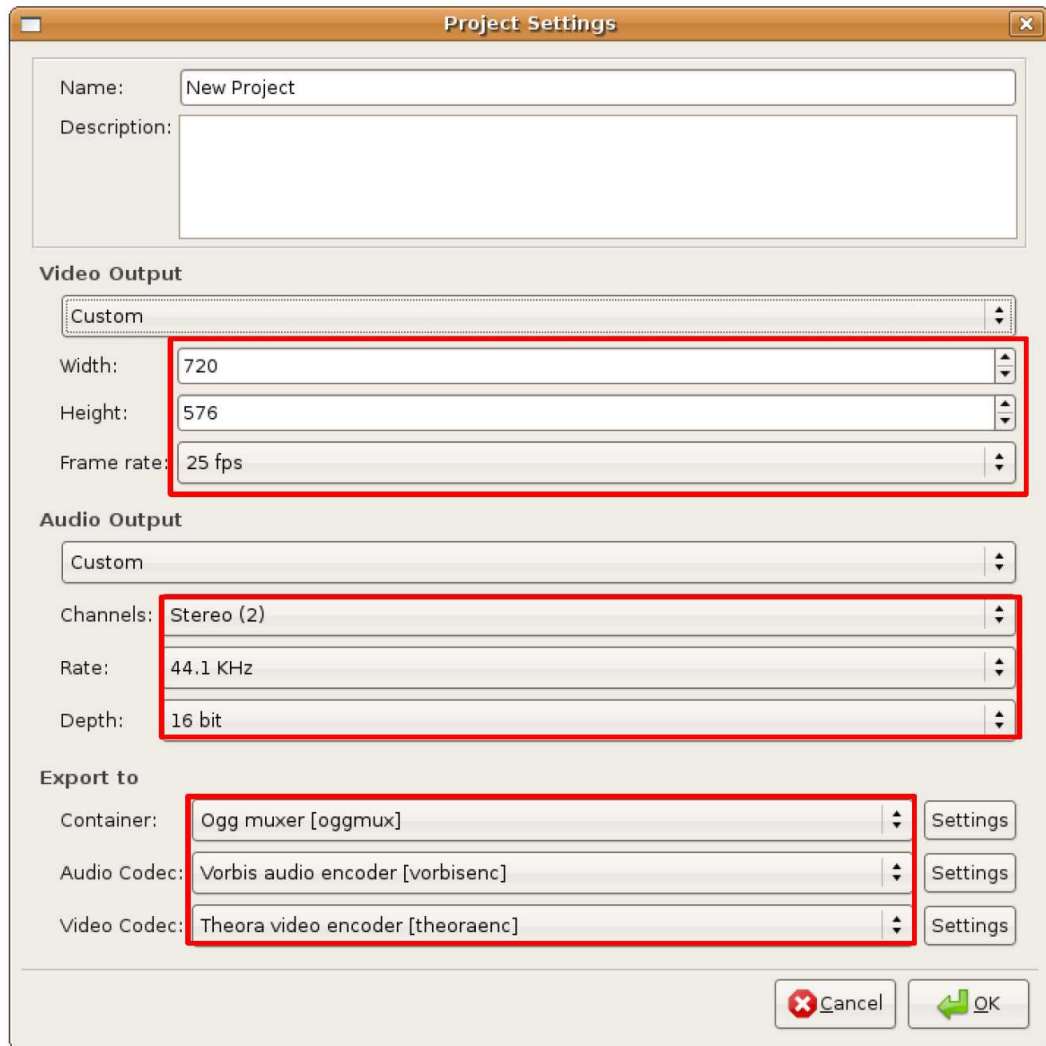 Project Settings
Name: New Project
Description:
Video Output
Custom
Width: 720
Height: 576
Frame rate: 25 fps
Audio Output
Custom
Channels: Stereo (2)
Rate: 44.1 KHz
Depth: 16 bit
Export to
Container: Ogg muxer [oggmux] Settings
Audio Codec: Vorbis audio encoder [vorbisenc] Settings
Video Codec: Theora video encoder [theoraenc] Settings
Cancel OK